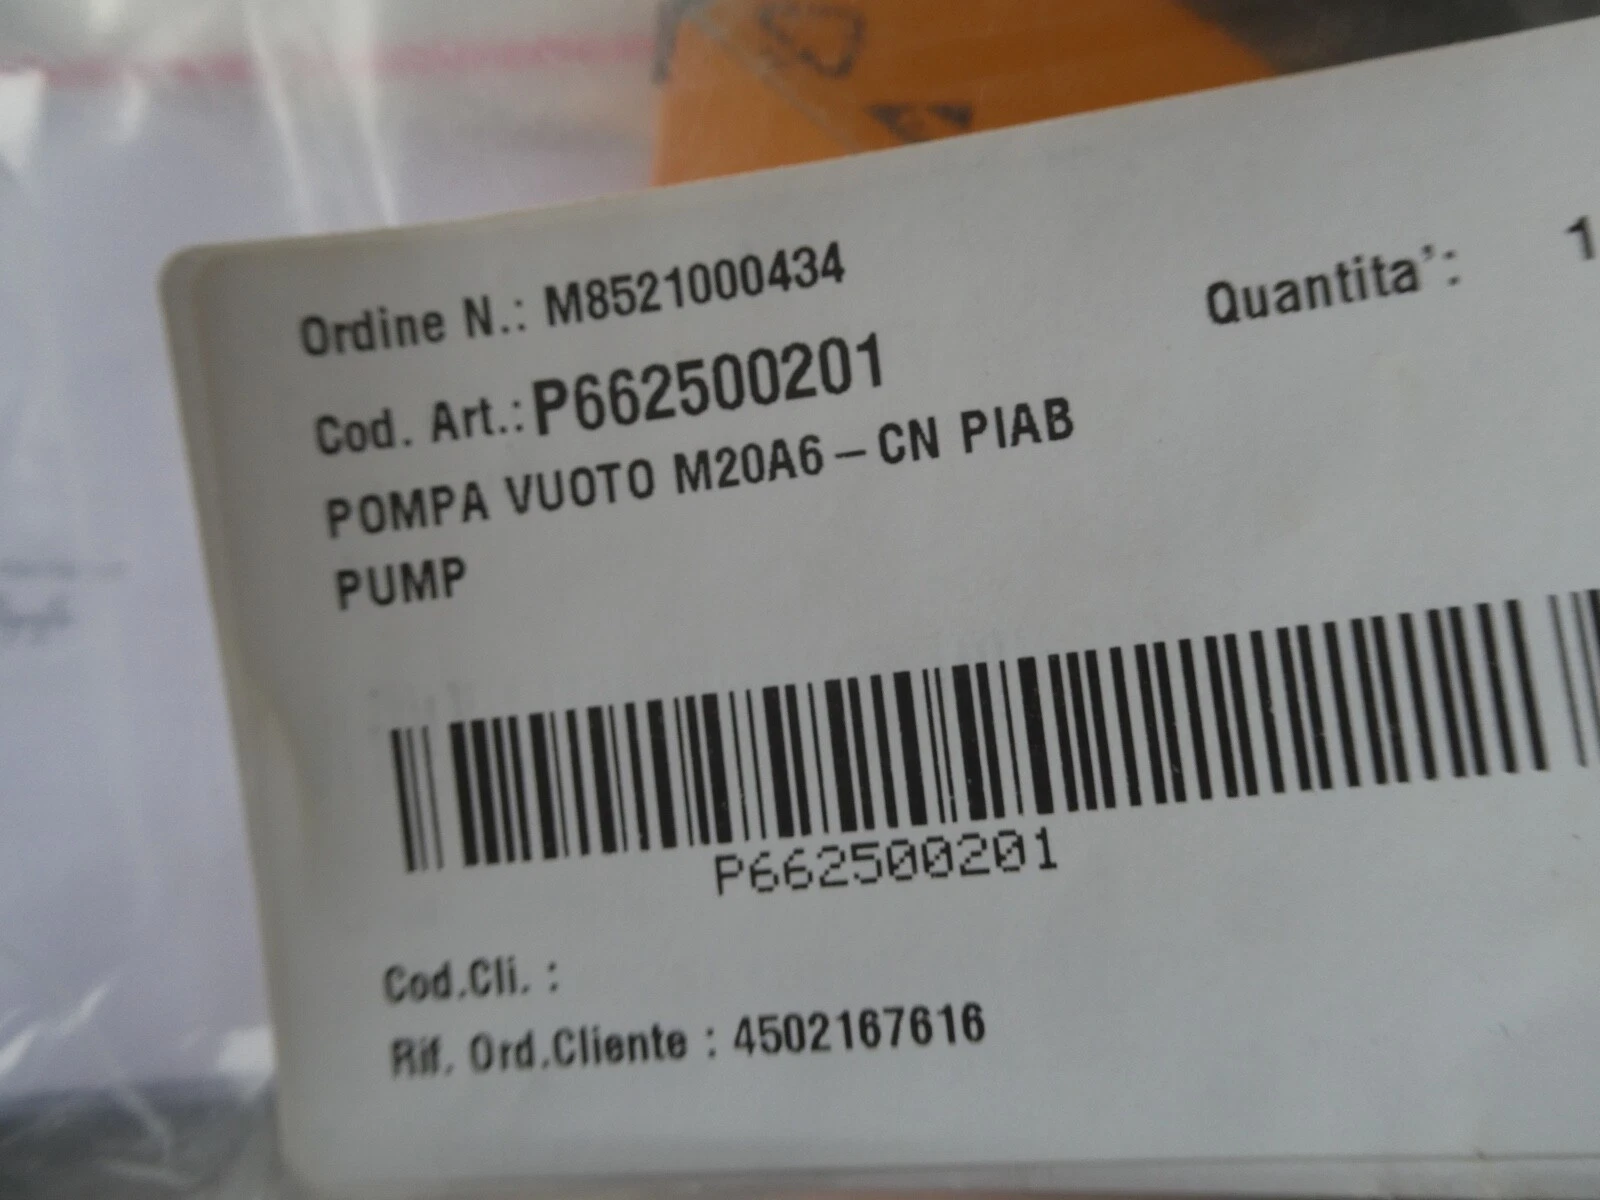 Ordine N.: M8521000434
Quantita': 1
Cod. Art.: P662500201
POMPA VUOTO M20A6 – CN PIAB
PUMP
P662500201
Cod.Cli. :
Rif. Ord.Cliente : 4502167616